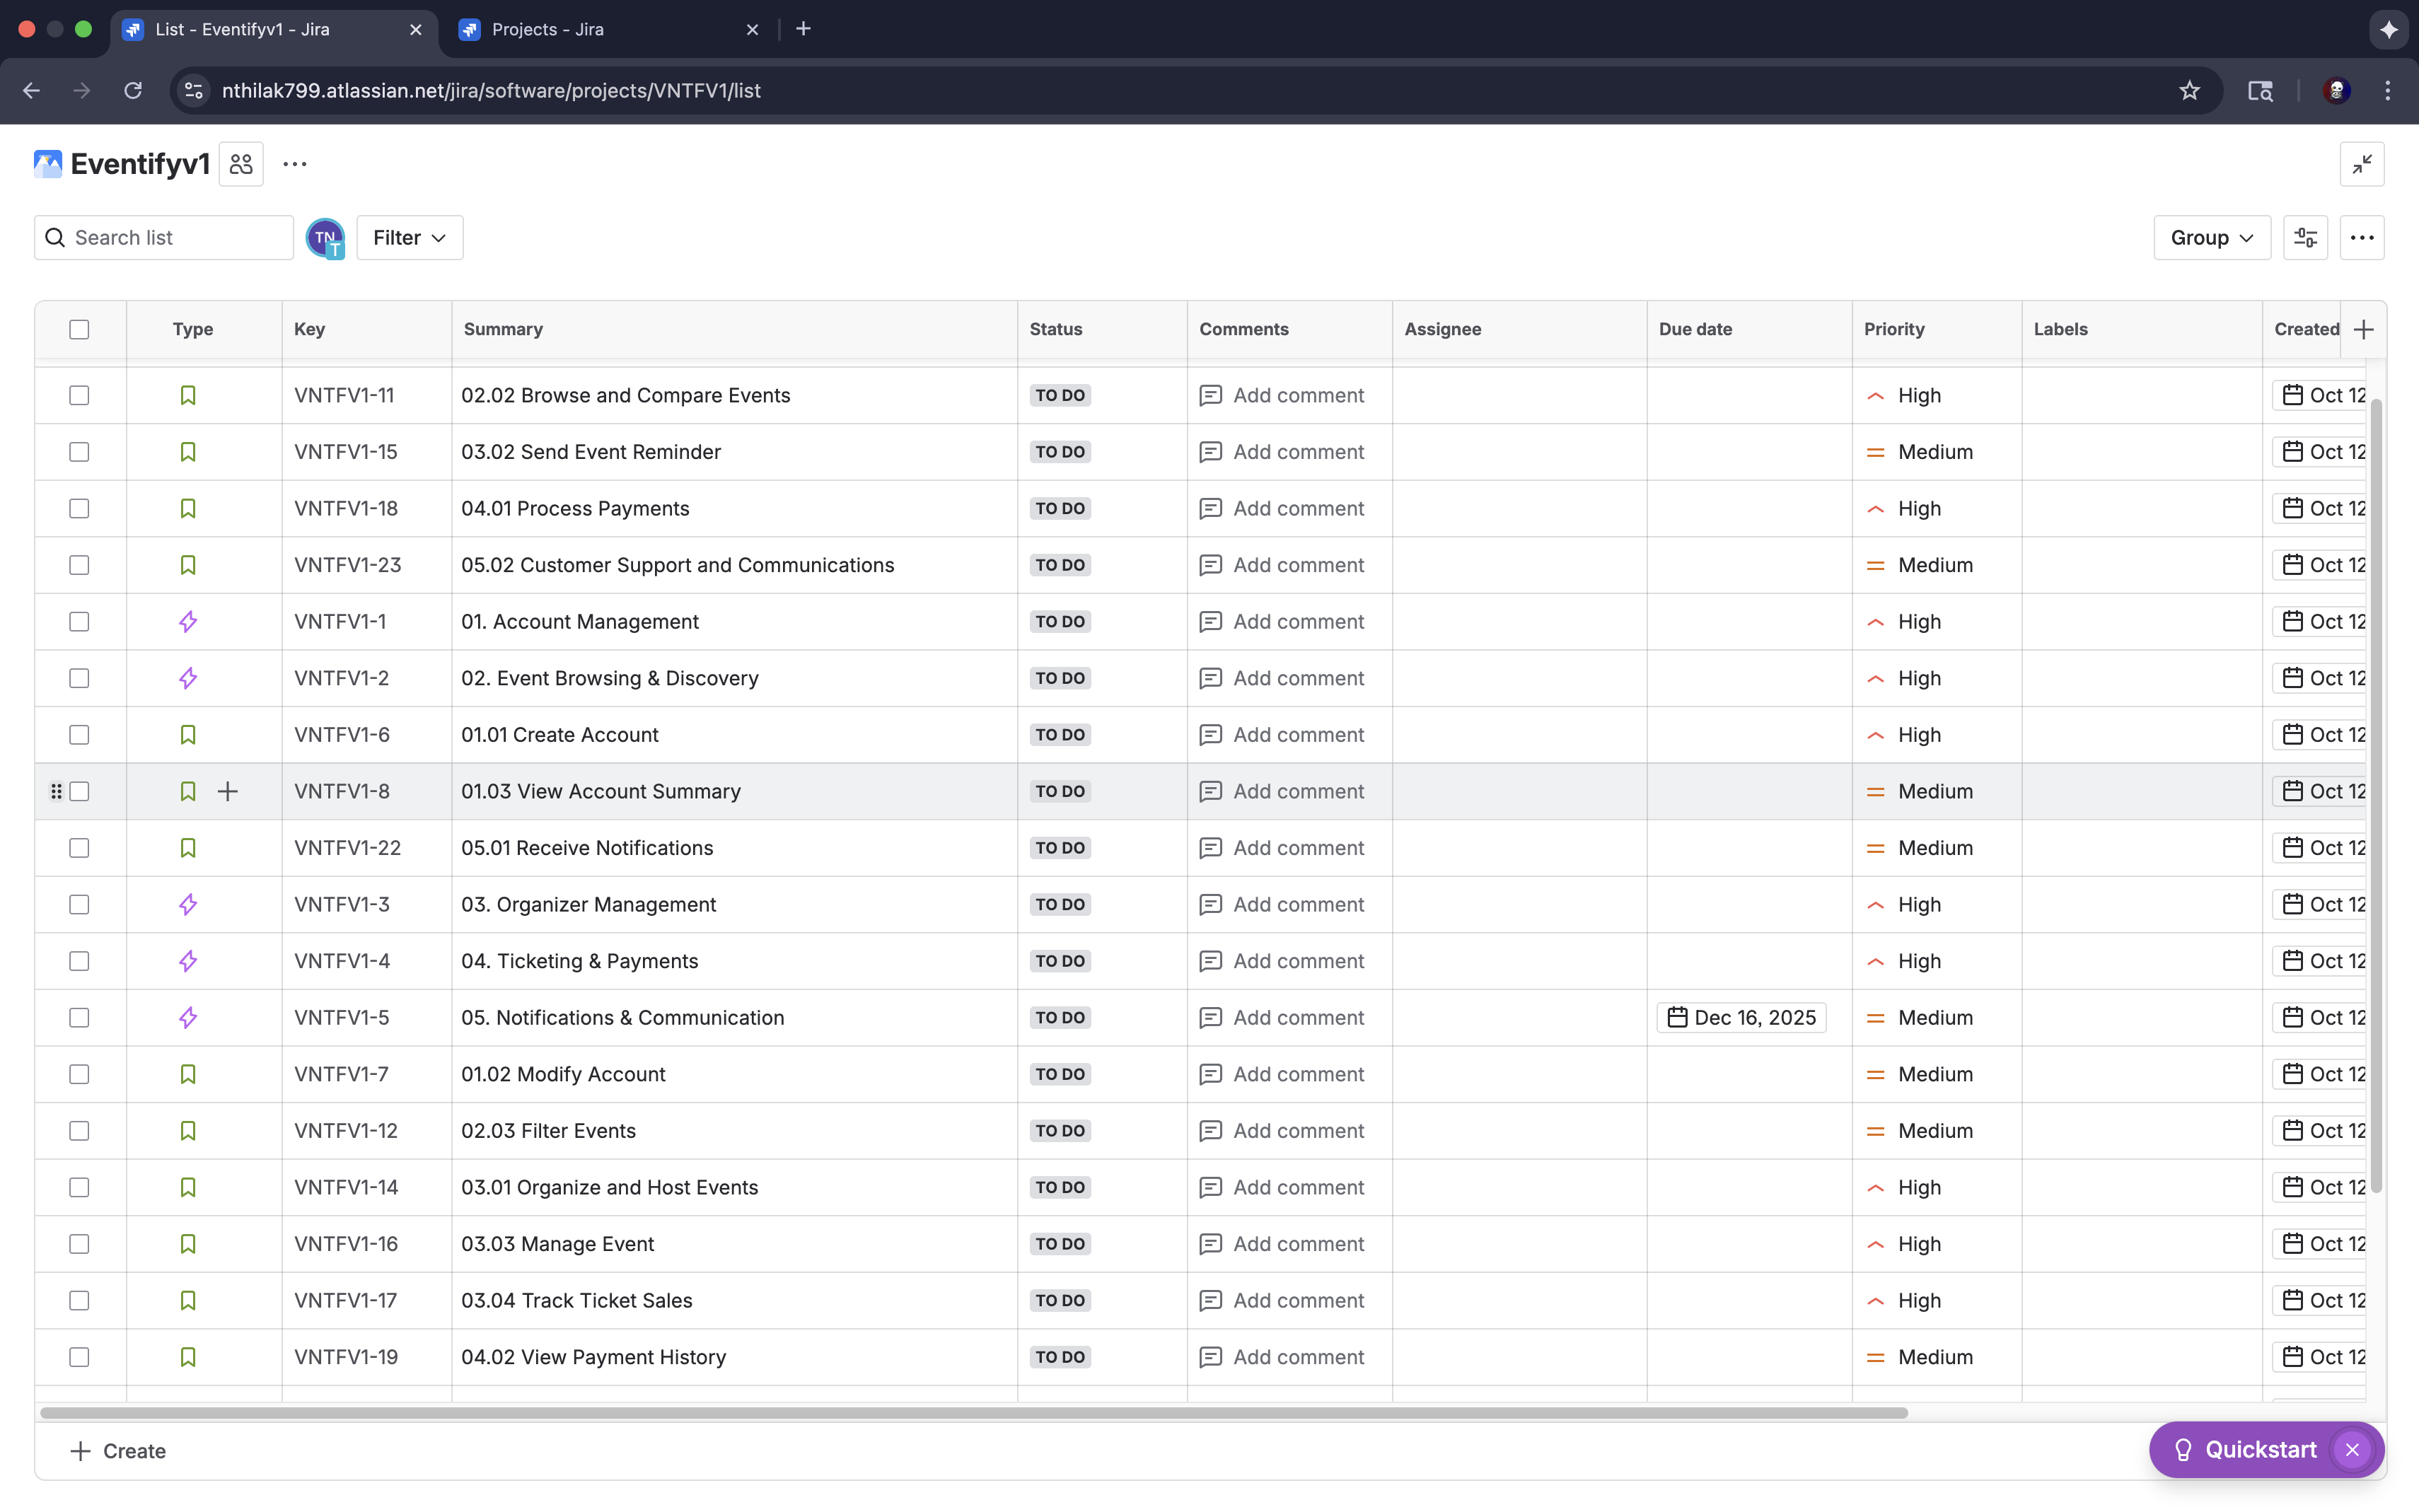 List - Eventifyv1 - Jira
Projects - Jira
nthilak799.atlassian.net/jira/software/projects/VNTFV1/list
Eventifyv1
Search list TN T Filter Group
Type Key Summary Status Comments Assignee Due date Priority Labels Created
VNTFV1-11 02.02 Browse and Compare Events TO DO Add comment High Oct 12
VNTFV1-15 03.02 Send Event Reminder TO DO Add comment Medium Oct 12
VNTFV1-18 04.01 Process Payments TO DO Add comment High Oct 12
VNTFV1-23 05.02 Customer Support and Communications TO DO Add comment Medium Oct 12
VNTFV1-1 01. Account Management TO DO Add comment High Oct 12
VNTFV1-2 02. Event Browsing & Discovery TO DO Add comment High Oct 12
VNTFV1-6 01.01 Create Account TO DO Add comment High Oct 12
VNTFV1-8 01.03 View Account Summary TO DO Add comment Medium Oct 12
VNTFV1-22 05.01 Receive Notifications TO DO Add comment Medium Oct 12
VNTFV1-3 03. Organizer Management TO DO Add comment High Oct 12
VNTFV1-4 04. Ticketing & Payments TO DO Add comment High Oct 12
VNTFV1-5 05. Notifications & Communication TO DO Add comment Dec 16, 2025 Medium Oct 12
VNTFV1-7 01.02 Modify Account TO DO Add comment Medium Oct 12
VNTFV1-12 02.03 Filter Events TO DO Add comment Medium Oct 12
VNTFV1-14 03.01 Organize and Host Events TO DO Add comment High Oct 12
VNTFV1-16 03.03 Manage Event TO DO Add comment High Oct 12
VNTFV1-17 03.04 Track Ticket Sales TO DO Add comment High Oct 12
VNTFV1-19 04.02 View Payment History TO DO Add comment Medium Oct 12
Create
Quickstart